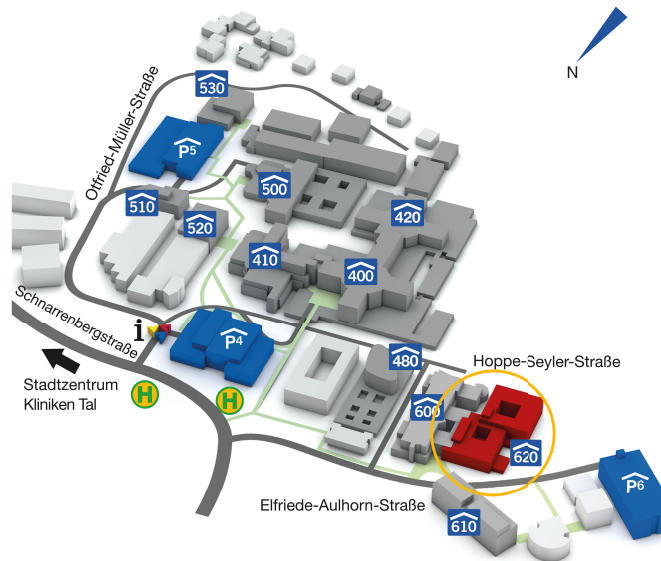 N
530
Otfried-Müller-Straße
P5
500
510
520
420
410
400
Schnarrenbergstraße
i
P4
480
Hoppe-Seyler-Straße
Stadtzentrum
Kliniken Tal
H
H
600
620
P6
Elfriede-Aulhorn-Straße
610